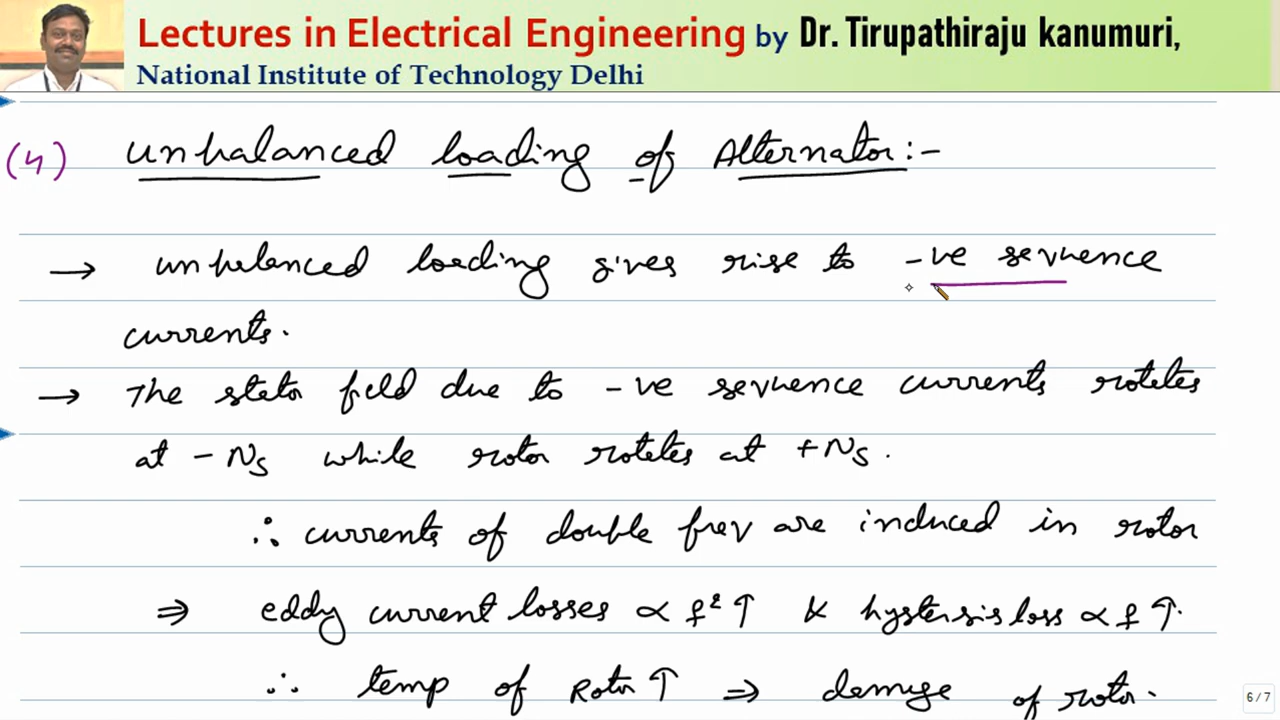 Lectures in Electrical Engineering by Dr. Tirupathiraju kanumuri,
National Institute of Technology Delhi
(4) Unbalanced loading of Alternator:-
→ unbalanced loading gives rise to -ve sequence
currents.
→ The stator field due to -ve sequence currents rotates
at -Ns while rotor rotates at +Ns.
∴ currents of double freq are induced in rotor
⇒ eddy current losses ∝ f² ↑ & hystersis loss ∝ f ↑.
∴ temp of Rotor ↑ ⇒ damage of rotor.
6 / 7